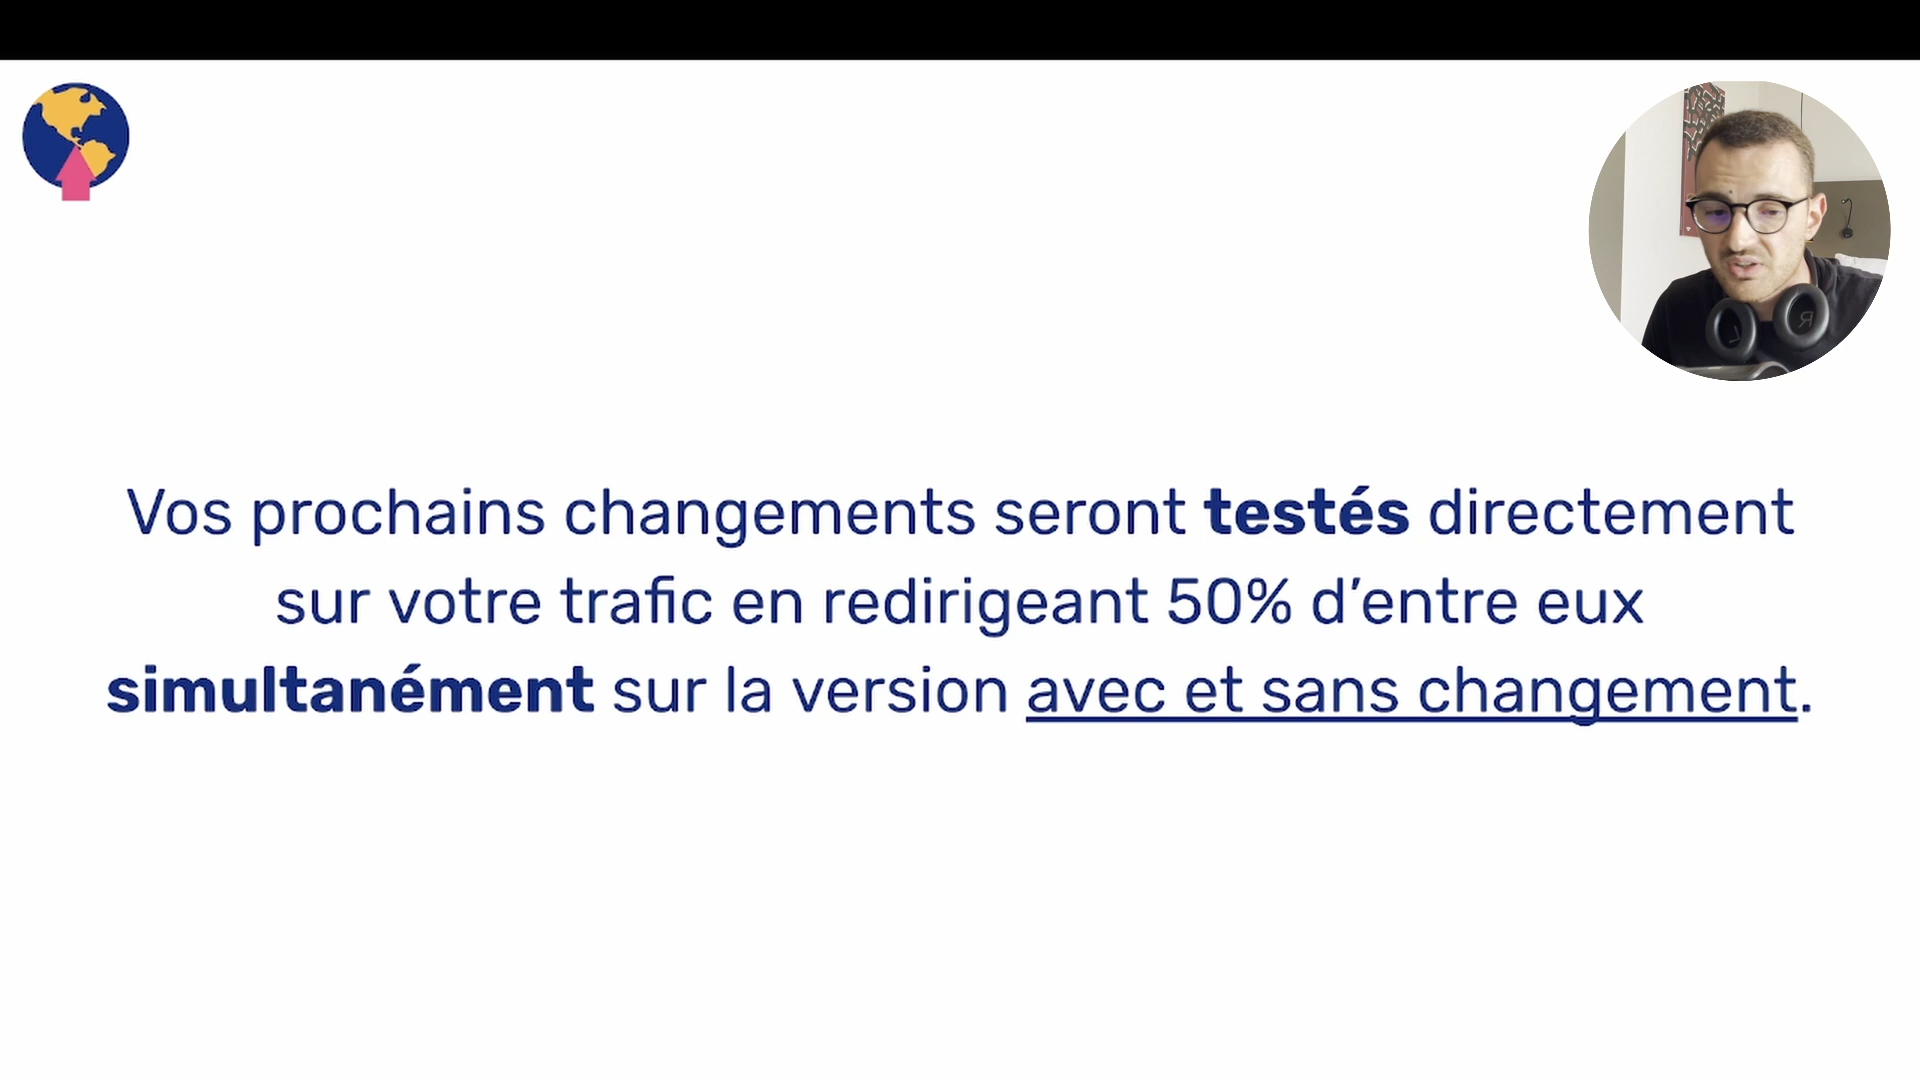 Vos prochains changements seront testés directement
sur votre trafic en redirigeant 50% d’entre eux
simultanément sur la version avec et sans changement.
L
R